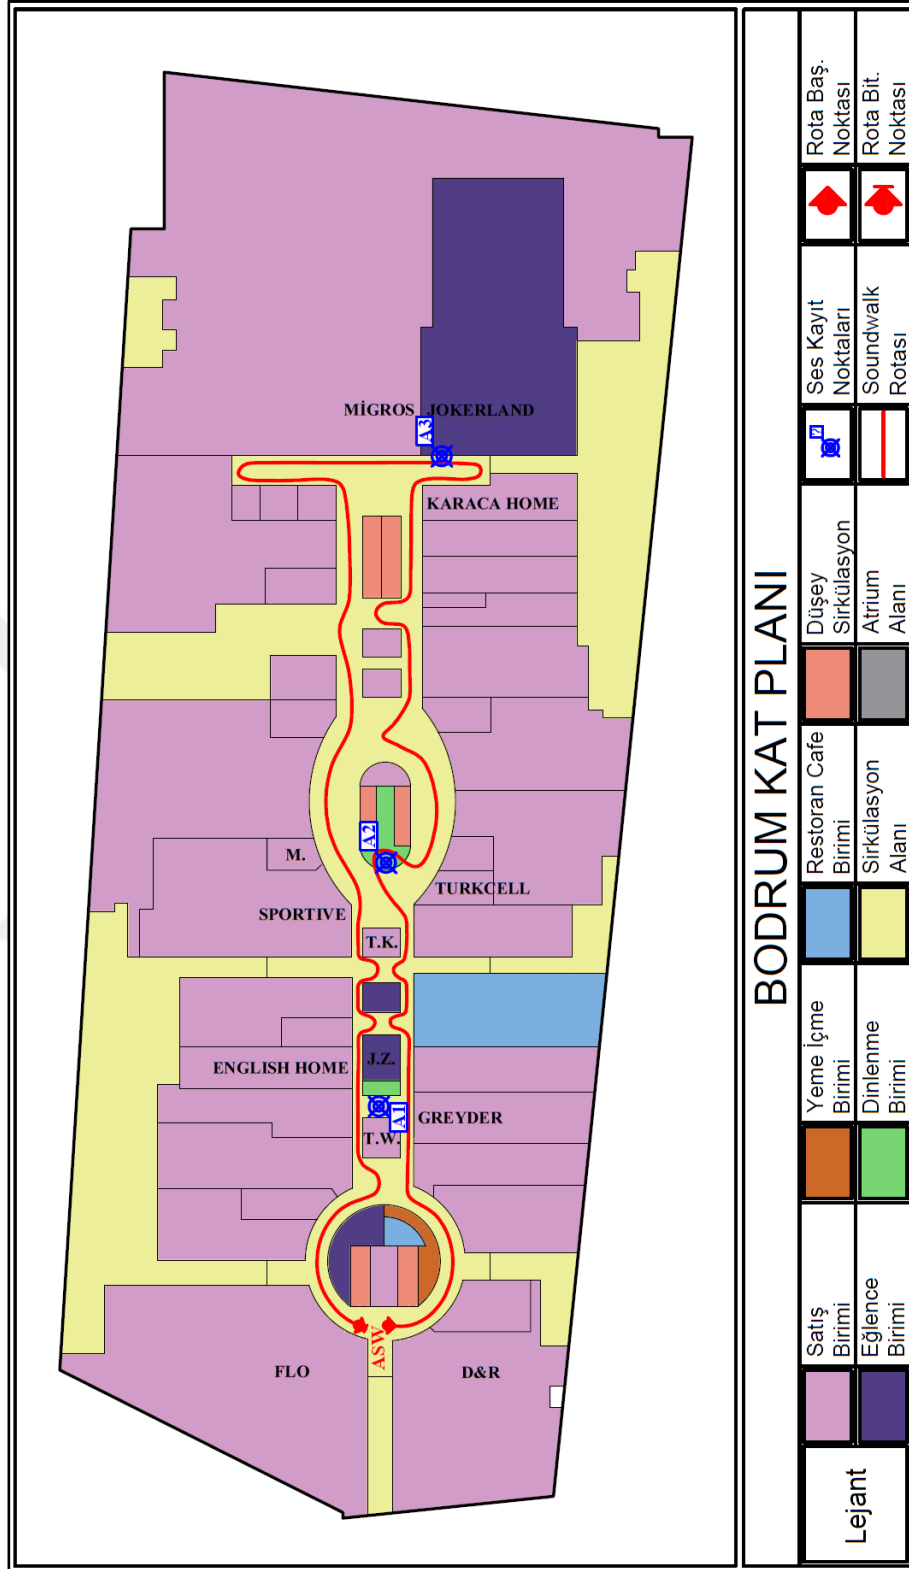 MİGROS JOKERLAND
A3
KARACA HOME
M.
A2
SPORTIVE
TURKCELL
T.K.
ENGLISH HOME
J.Z.
A1
GREYDER
T.W.
ASW
FLO
D&R
BODRUM KAT PLANI
Lejant
Satış
Birimi
Yeme İçme
Birimi
Restoran Cafe
Birimi
Düşey
Sirkülasyon
Ses Kayıt
Noktaları
Rota Baş.
Noktası
Eğlence
Birimi
Dinlenme
Birimi
Sirkülasyon
Alanı
Atrium
Alanı
Soundwalk
Rotası
Rota Bit.
Noktası